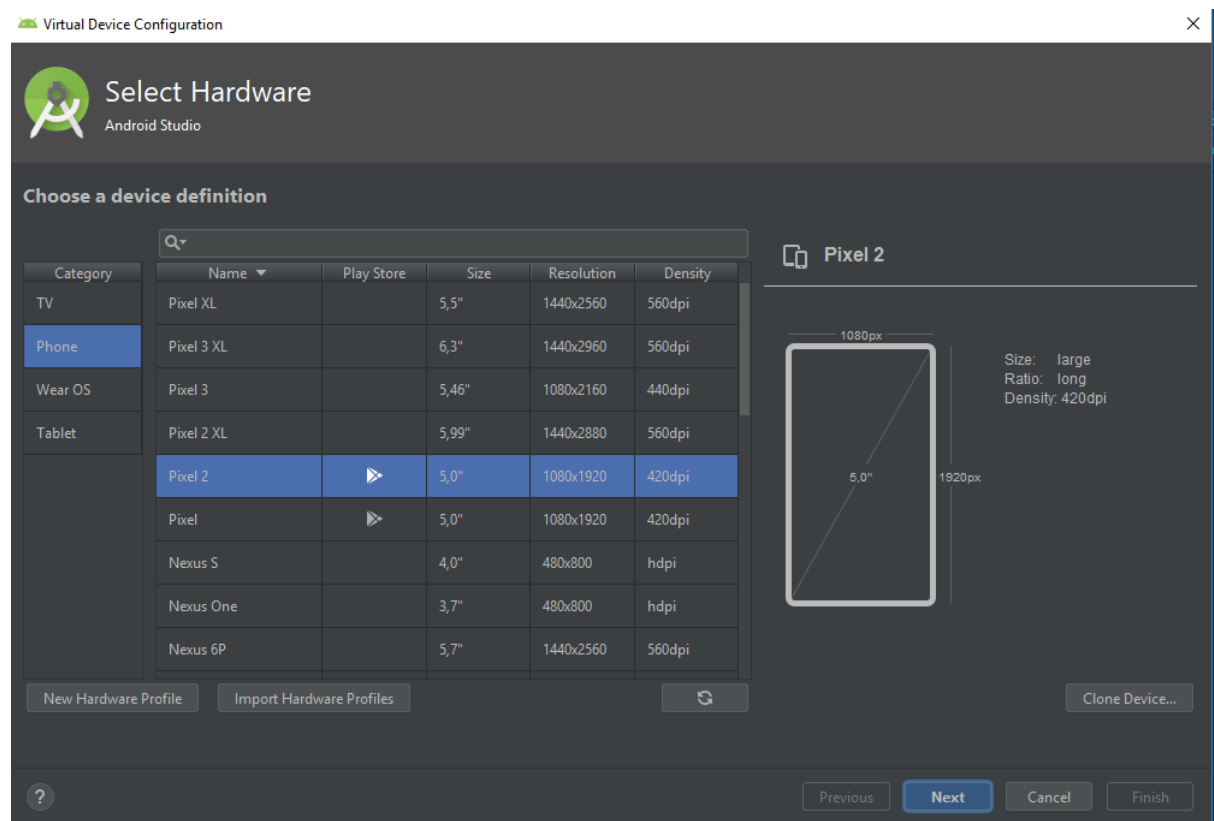 Virtual Device Configuration
Select Hardware
Android Studio
Choose a device definition
Category
TV
Phone
Wear OS
Tablet
Name Play Store Size Resolution Density
Pixel XL 5,5" 1440x2560 560dpi
Pixel 3 XL 6,3" 1440x2960 560dpi
Pixel 3 5,46" 1080x2160 440dpi
Pixel 2 XL 5,99" 1440x2880 560dpi
Pixel 2 5,0" 1080x1920 420dpi
Pixel 5,0" 1080x1920 420dpi
Nexus S 4,0" 480x800 hdpi
Nexus One 3,7" 480x800 hdpi
Nexus 6P 5,7" 1440x2560 560dpi
Pixel 2
1080px
5,0"
1920px
Size: large
Ratio: long
Density: 420dpi
New Hardware Profile Import Hardware Profiles Clone Device...
? Previous Next Cancel Finish